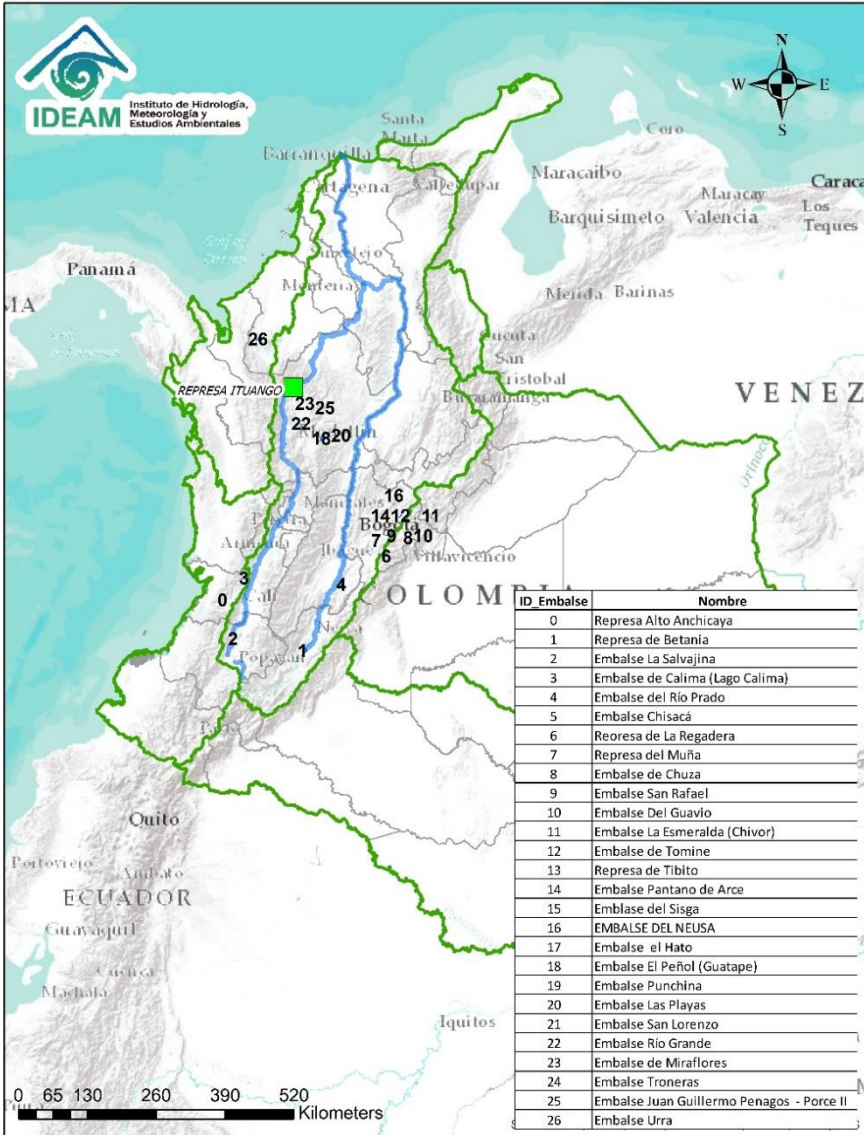 IDEAM
Instituto de Hidrología,
Meteorología y
Estudios Ambientales
N
W E
S
Santa
Marta
Barranquilla
Cartagena
Valledupar
Coro
Maracaibo
Maracay
Caraca
Los
Teques
Barquisimeto
Valencia
Panamá
MA
Sincelejo
Montería
Merida
Barinas
26
Cucuta
San
Cristobal
REPRESA ITUANGO
Bucaramanga
VENEZ
23
25
22
Medellín
18
20
Orinoco
16
Manizales
14
12
11
Bogotá
Pereira
7
9
8
10
Armenia
Ibague
6
Villavicencio
3
4
0
Cali
COLOMBIA
2
Neiva
1
Popayan
Pasto
Quito
Portoviejo
Ambato
ECUADOR
Guayaquil
Cuenca
Machala
Iquitos
ID_Embalse Nombre
0 Represa Alto Anchicaya
1 Represa de Betania
2 Embalse La Salvajina
3 Embalse de Calima (Lago Calima)
4 Embalse del Río Prado
5 Embalse Chisacá
6 Reoresa de La Regadera
7 Represa del Muña
8 Embalse de Chuza
9 Embalse San Rafael
10 Embalse Del Guavio
11 Embalse La Esmeralda (Chivor)
12 Embalse de Tomine
13 Represa de Tibito
14 Embalse Pantano de Arce
15 Emblase del Sisga
16 EMBALSE DEL NEUSA
17 Embalse el Hato
18 Embalse El Peñol (Guatape)
19 Embalse Punchina
20 Embalse Las Playas
21 Embalse San Lorenzo
22 Embalse Río Grande
23 Embalse de Miraflores
24 Embalse Troneras
25 Embalse Juan Guillermo Penagos - Porce II
26 Embalse Urra
0 65 130 260 390 520
Kilometers